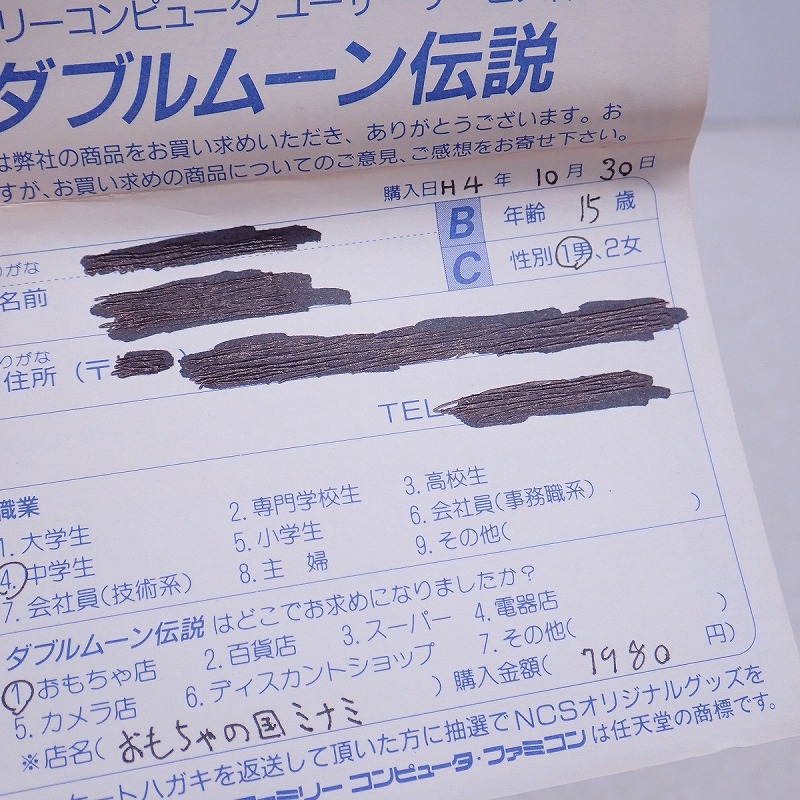 リーコンピュータ ユーザー
ダブルムーン伝説
は弊社の商品をお買い求めいただき、ありがとうございます。お
すが、お買い求めの商品についてのご意見、ご感想をお寄せ下さい。
購入日H4年 10月 30日
りがな
名前
B 年齢 15歳
C 性別 1男、2女
りがな
住所(〒
TEL
職業
1. 大学生 2. 専門学校生 3. 高校生
4. 中学生 5. 小学生 6. 会社員(事務職系)
7. 会社員(技術系) 8. 主 婦 9. その他( )
ダブルムーン伝説はどこでお求めになりましたか?
1 おもちゃ店 2. 百貨店 3. スーパー 4. 電器店
5. カメラ店 6. ディスカントショップ 7. その他( )
※店名(おもちゃの国ミナミ ) 購入金額( 7980 円)
ケートハガキを返送して頂いた方に抽選でNCSオリジナルグッズを
ファミリー コンピュータ・ファミコンは任天堂の商標です。